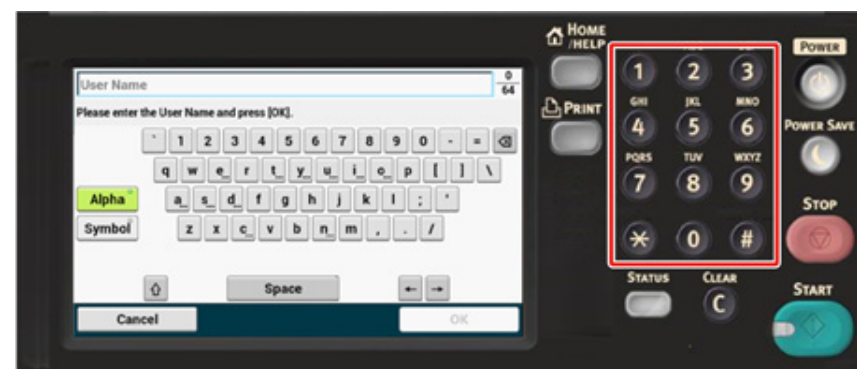 User Name
0
64
Please enter the User Name and press [OK].
` 1 2 3 4 5 6 7 8 9 0 - =
q w e r t y u i o p [ ] \
Alpha
a s d f g h j k l ; '
Symbol
z x c v b n m , . /
Space
← →
Cancel
OK
HOME
/HELP
PRINT
1 2 3
GHI JKL MNO
4 5 6
PQRS TUV WXYZ
7 8 9
* 0 #
STATUS
CLEAR
C
POWER
POWER SAVE
STOP
START